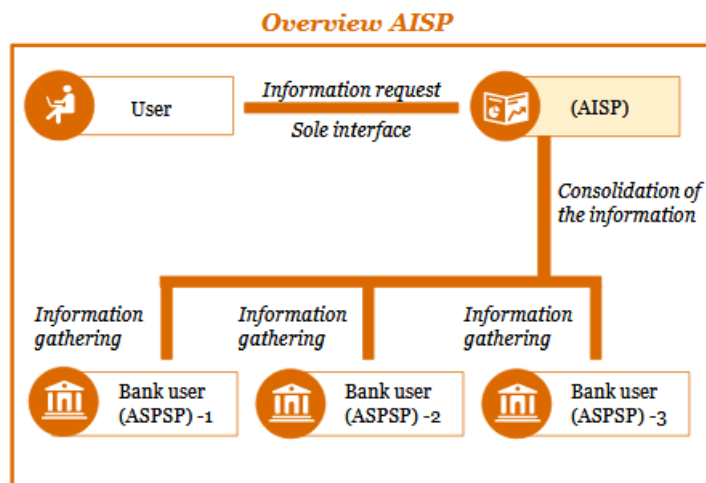 Overview AISP
User
Information request
Sole interface
(AISP)
Consolidation of
the information
Information
gathering
Information
gathering
Information
gathering
Bank user
(ASPSP) -1
Bank user
(ASPSP) -2
Bank user
(ASPSP) -3